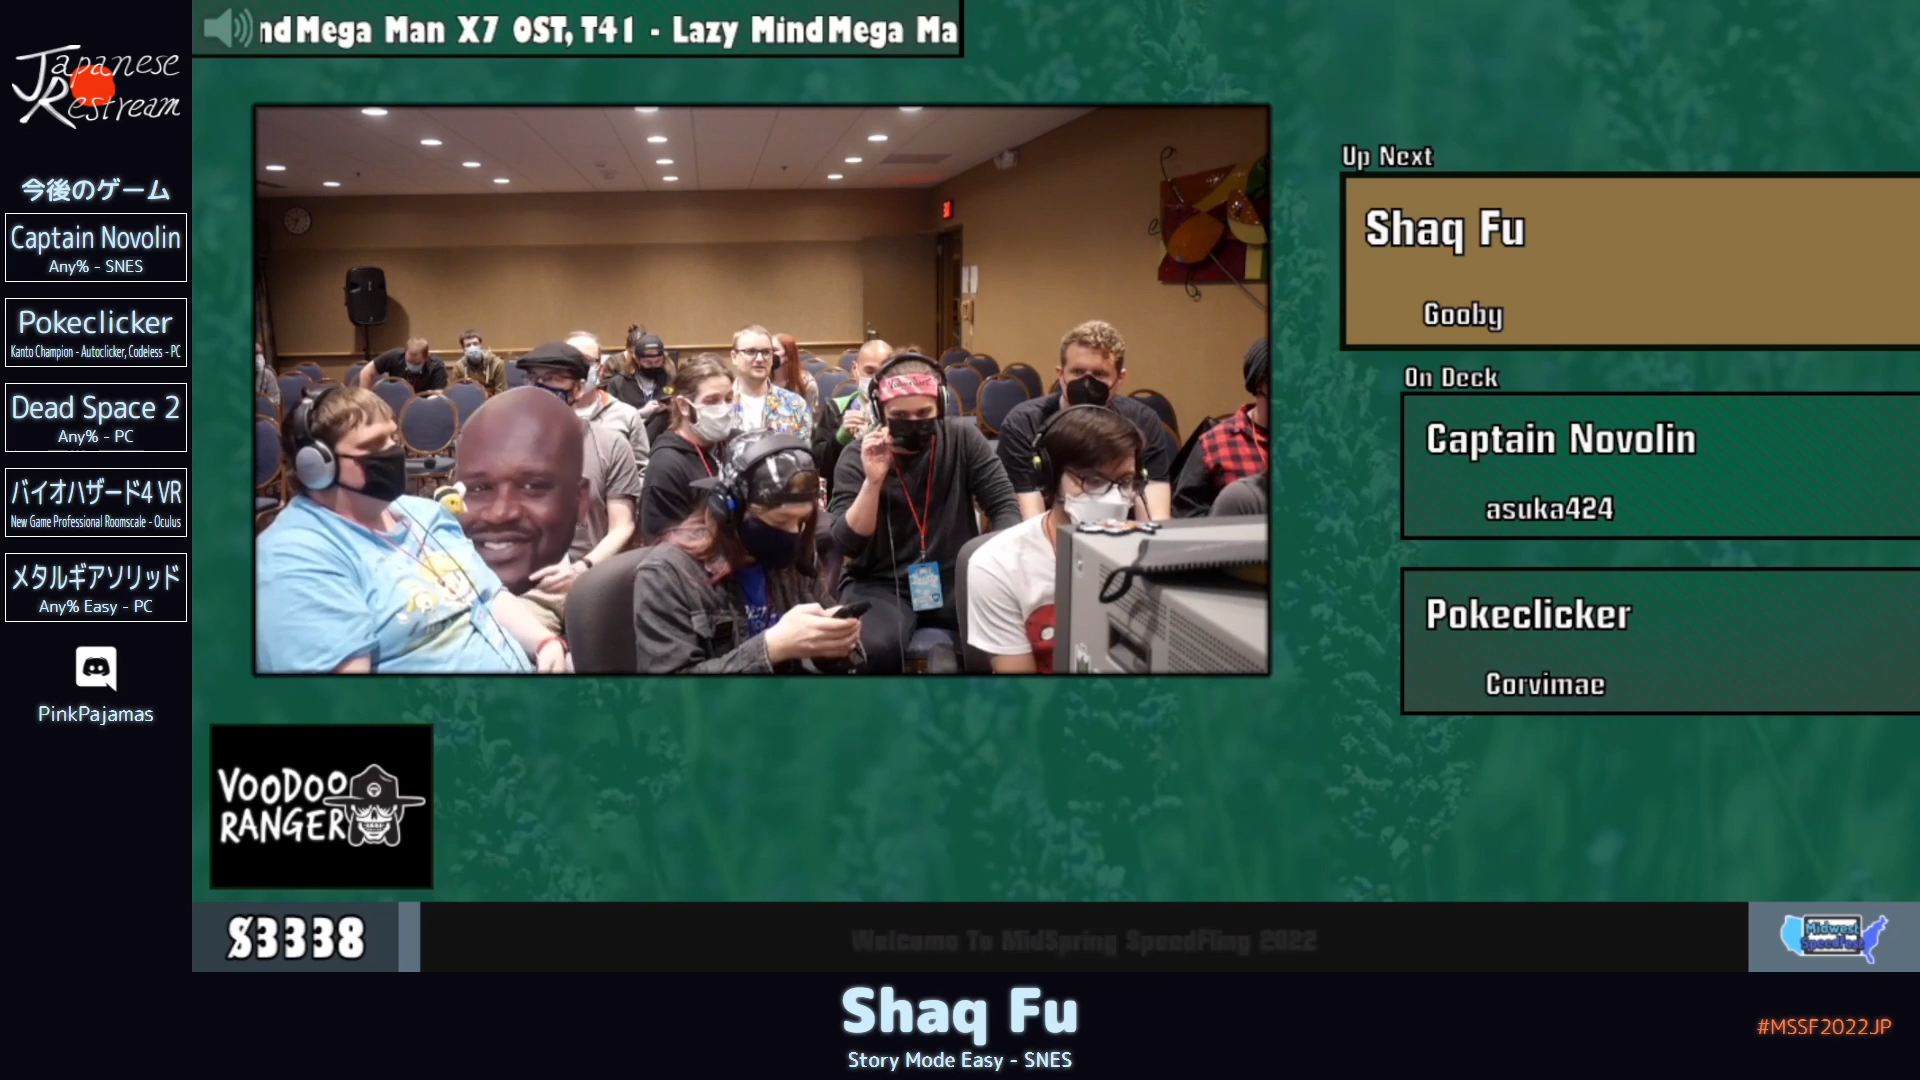 Japanese
Restream
今後のゲーム
Captain Novolin
Any% - SNES
Pokeclicker
Kanto Champion - Autoclicker, Codeless - PC
Dead Space 2
Any% - PC
バイオハザード4 VR
New Game Professional Roomscale - Oculus
メタルギアソリッド
Any% Easy - PC
PinkPajamas
ndMega Man X7 OST, T41 - Lazy MindMega Ma
Up Next
Shaq Fu
Gooby
On Deck
Captain Novolin
asuka424
Pokeclicker
Corvimae
VOODOO
RANGER
$3338
Welcome To MidSpring SpeedFling 2022
Midwest
SpeedFest
Shaq Fu
Story Mode Easy - SNES
#MSSF2022JP